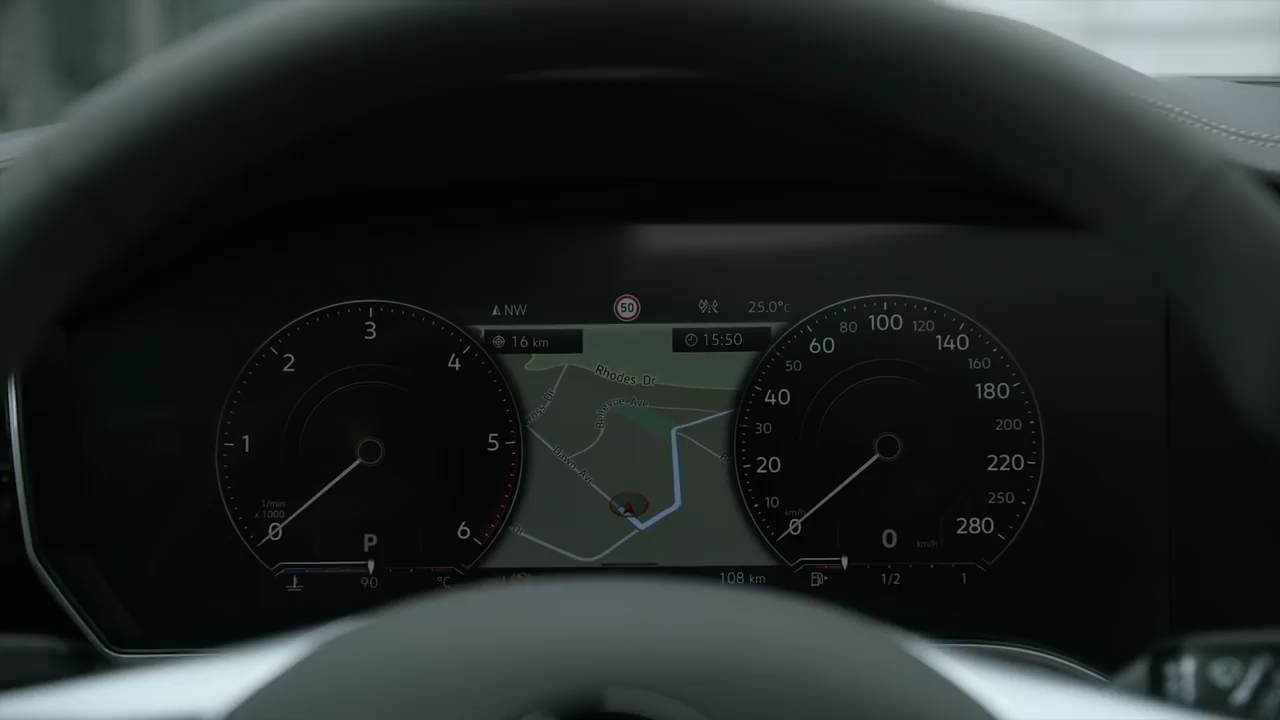 NW
50
25.0°C
16 km
15:50
Rhodes Dr
Bellevue Ave
Dawn Ave
1/min
x 1000
0
1
2
3
4
5
6
P
90
°C
km/h
0
10
20
30
40
50
60
80
100
120
140
160
180
200
220
250
280
0 km/h
108 km
1/2
1